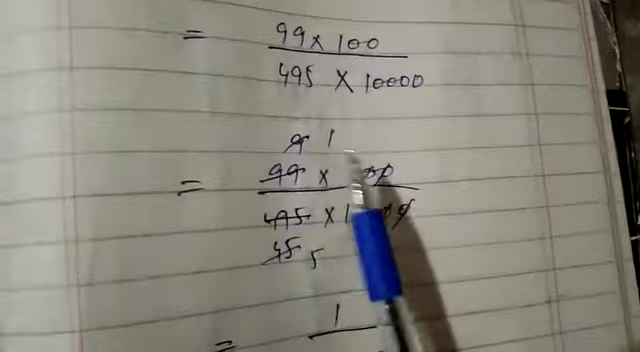 = 99 × 100
495 × 10000
9 1
= 99 ×
495 × 1
45 5
= 1